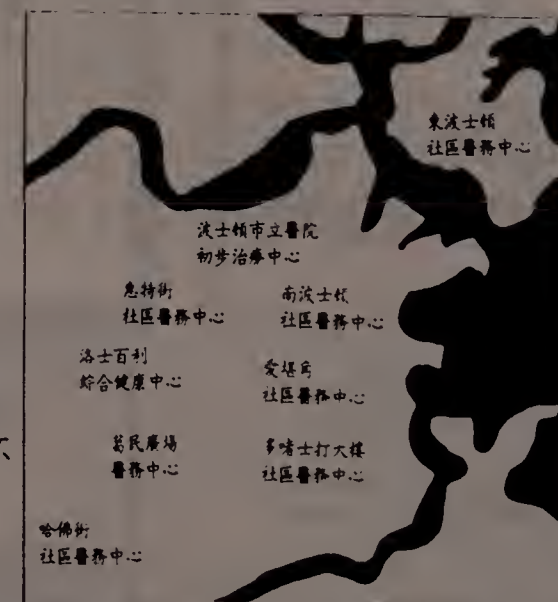 東波士頓
社區醫務中心
波士頓市立醫院
初步治療中心
惠特街
社區醫務中心
南波士頓
社區醫務中心
洛士百利
綜合健康中心
愛堪角
社區醫務中心
葛民廣場
醫務中心
多嗜士打大樓
社區醫務中心
哈佛街
社區醫務中心